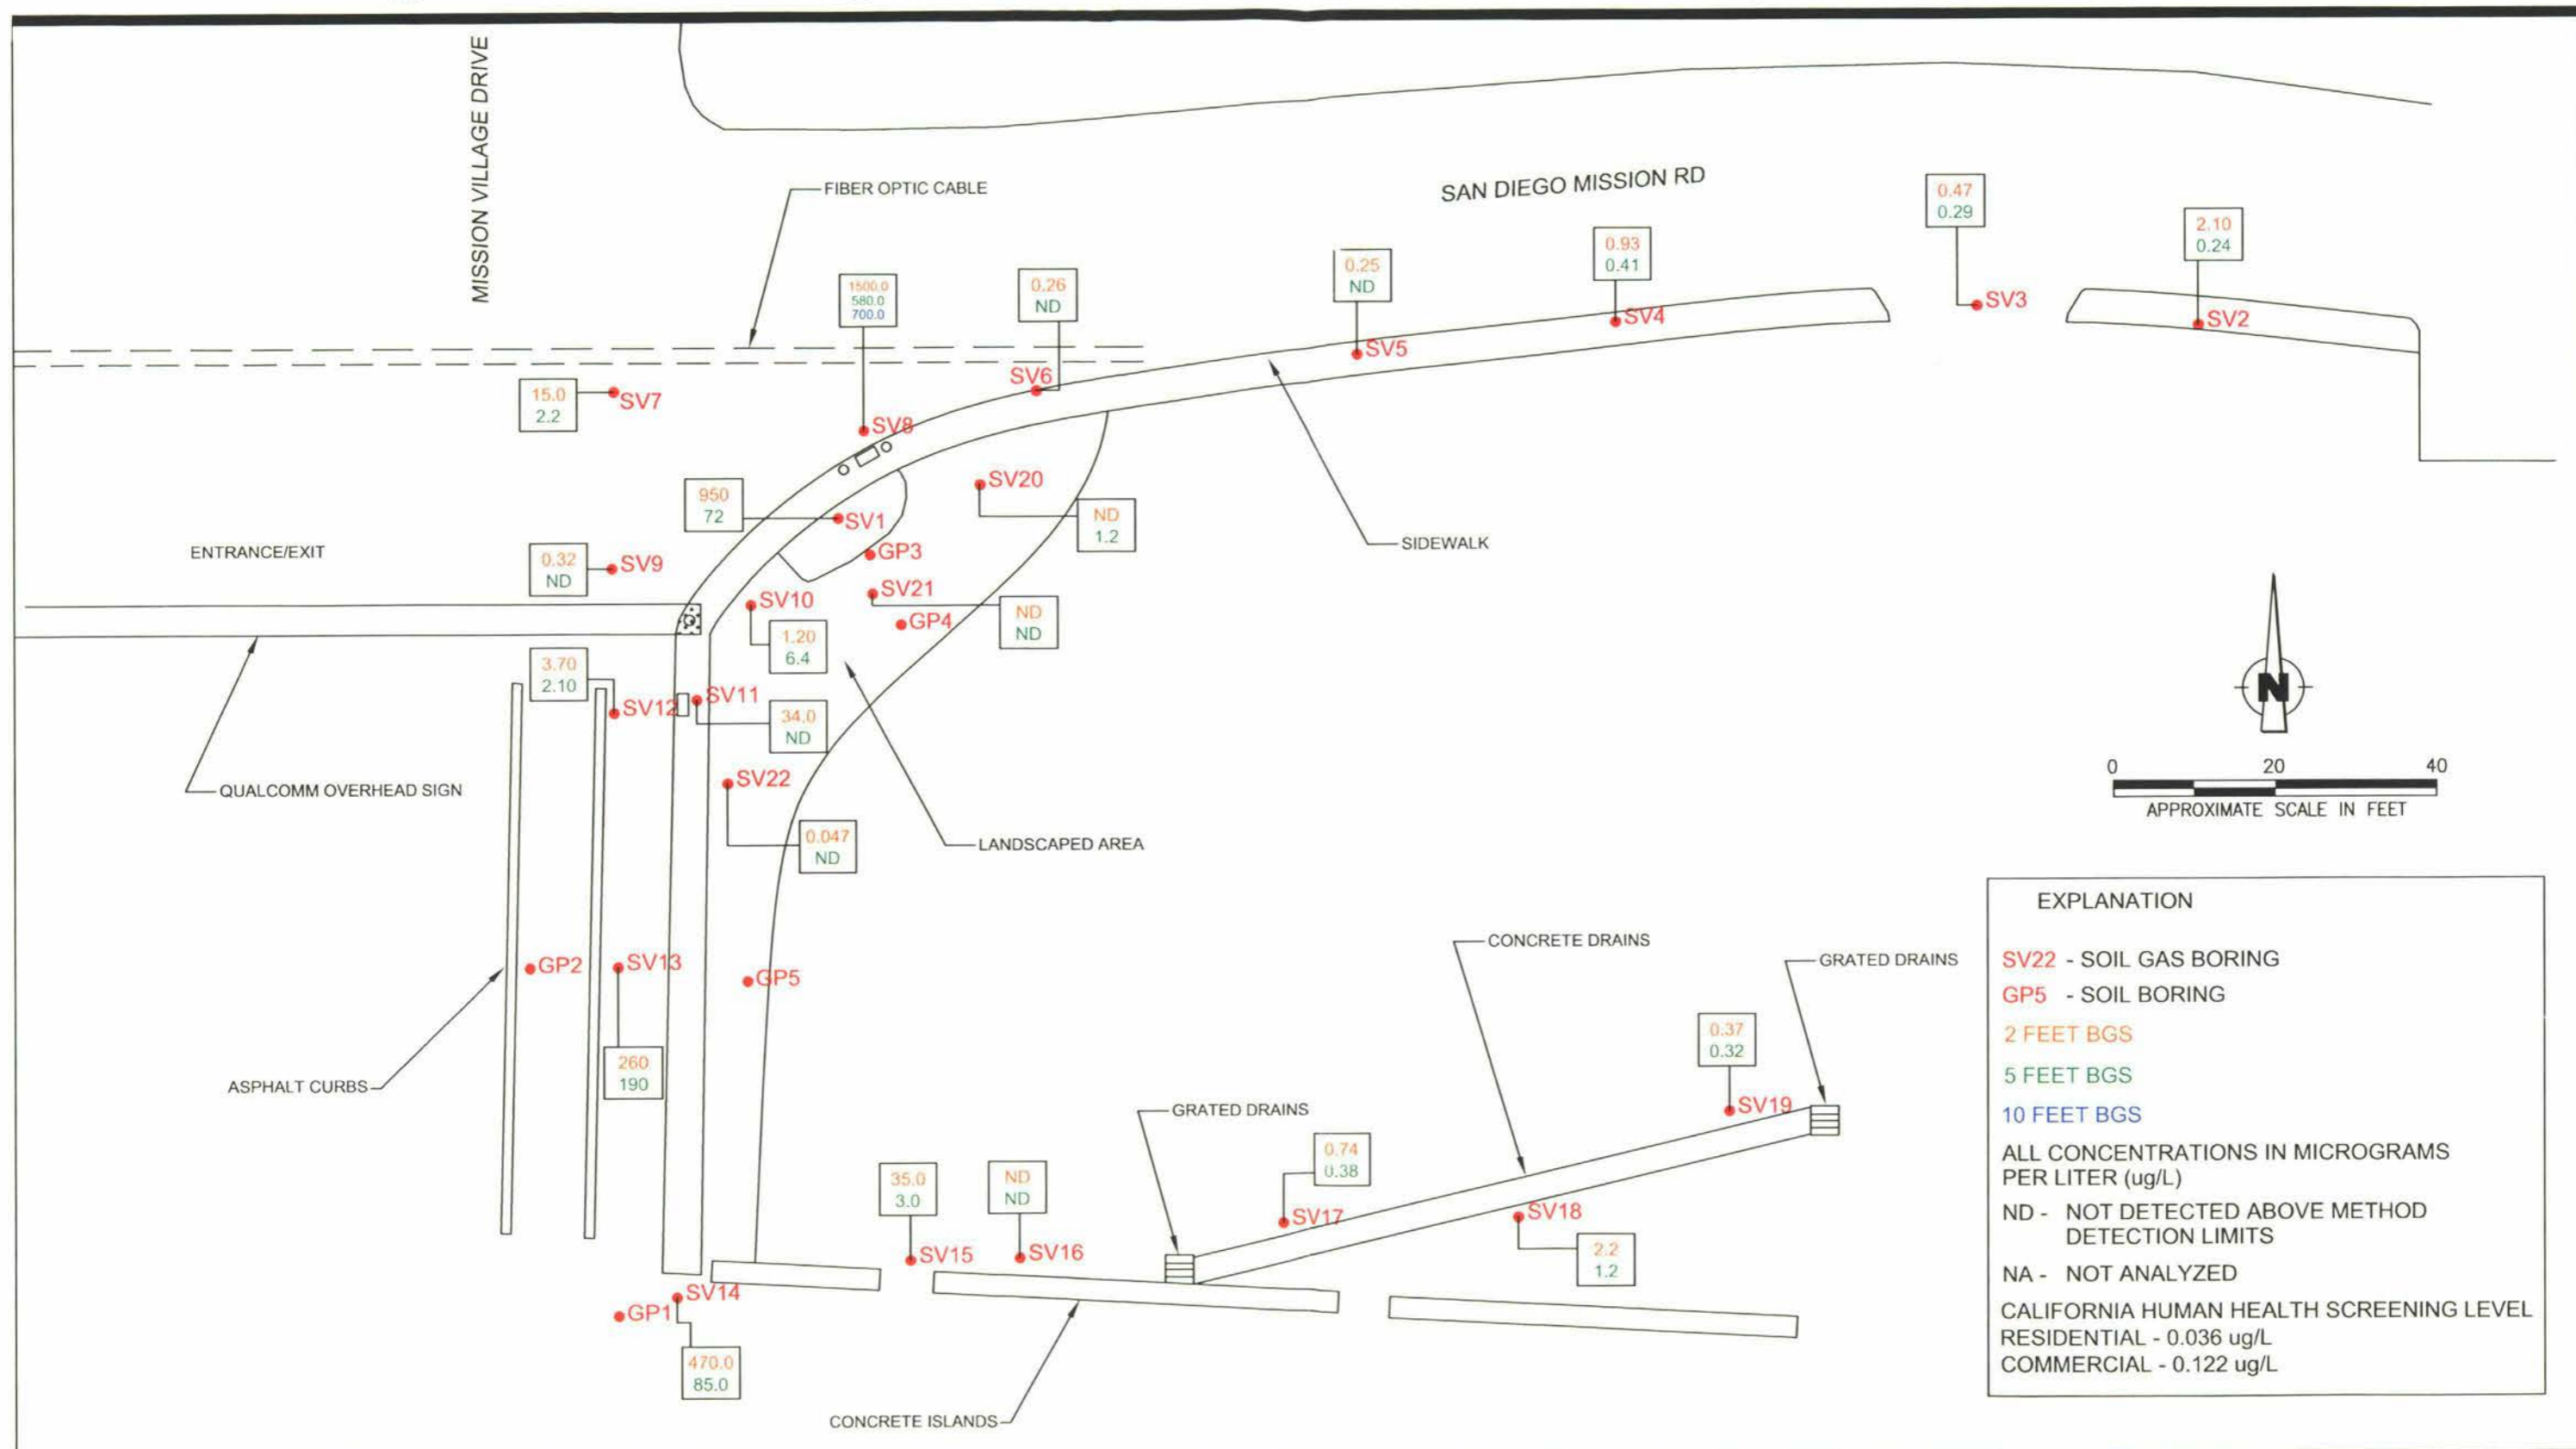 MISSION VILLAGE DRIVE
FIBER OPTIC CABLE
SAN DIEGO MISSION RD
0.47
0.29
SV3
2.10
0.24
SV2
0.93
0.41
SV4
0.25
ND
SV5
0.26
ND
SV6
1500.0
580.0
700.0
SV8
15.0
2.2
SV7
950
72
SV1
SV20
ND
1.2
SIDEWALK
ENTRANCE/EXIT
0.32
ND
SV9
GP3
SV21
ND
ND
GP4
SV10
1.20
6.4
3.70
2.10
SV12
SV11
34.0
ND
QUALCOMM OVERHEAD SIGN
SV22
0.047
ND
LANDSCAPED AREA
N
0 20 40
APPROXIMATE SCALE IN FEET
GP2
SV13
260
190
GP5
ASPHALT CURBS
CONCRETE DRAINS
GRATED DRAINS
0.37
0.32
SV19
GRATED DRAINS
0.74
0.38
SV17
SV18
2.2
1.2
35.0
3.0
SV15
ND
ND
SV16
SV14
GP1
470.0
85.0
CONCRETE ISLANDS
EXPLANATION
SV22 - SOIL GAS BORING
GP5 - SOIL BORING
2 FEET BGS
5 FEET BGS
10 FEET BGS
ALL CONCENTRATIONS IN MICROGRAMS
PER LITER (ug/L)
ND - NOT DETECTED ABOVE METHOD
DETECTION LIMITS
NA - NOT ANALYZED
CALIFORNIA HUMAN HEALTH SCREENING LEVEL
RESIDENTIAL - 0.036 ug/L
COMMERCIAL - 0.122 ug/L